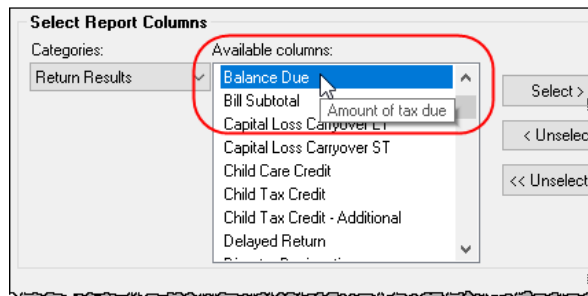 Select Report Columns
Categories:
Available columns:
Return Results
Balance Due
Bill Subtotal
Amount of tax due
Capital Loss Carryover LT
Capital Loss Carryover ST
Child Care Credit
Child Tax Credit
Child Tax Credit - Additional
Delayed Return
Select >
< Unselec
<< Unselect